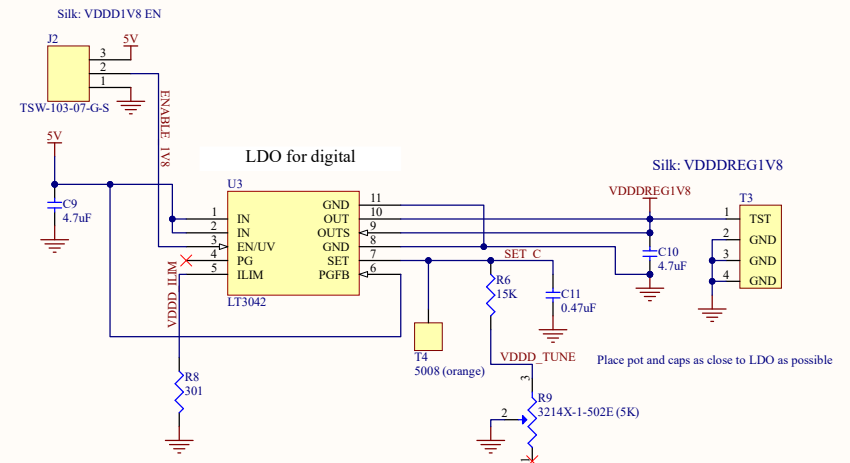 Silk: VDDD1V8 EN
J2
5V
3
2
1
TSW-103-07-G-S
ENABLE_1V8
5V
C9
4.7uF
LDO for digital
U3
1
IN
2
IN
3
EN/UV
4
PG
5
ILIM
GND
11
OUT
10
OUTS
9
GND
8
SET
7
PGFB
6
LT3042
VDDD_ILIM
R8
301
SET_C
R6
15K
C11
0.47uF
T4
5008 (orange)
VDDD_TUNE
3
R9
3214X-1-502E (5K)
2
1
Silk: VDDDREG1V8
VDDDREG1V8
C10
4.7uF
T3
1
TST
2
GND
3
GND
4
GND
Place pot and caps as close to LDO as possible